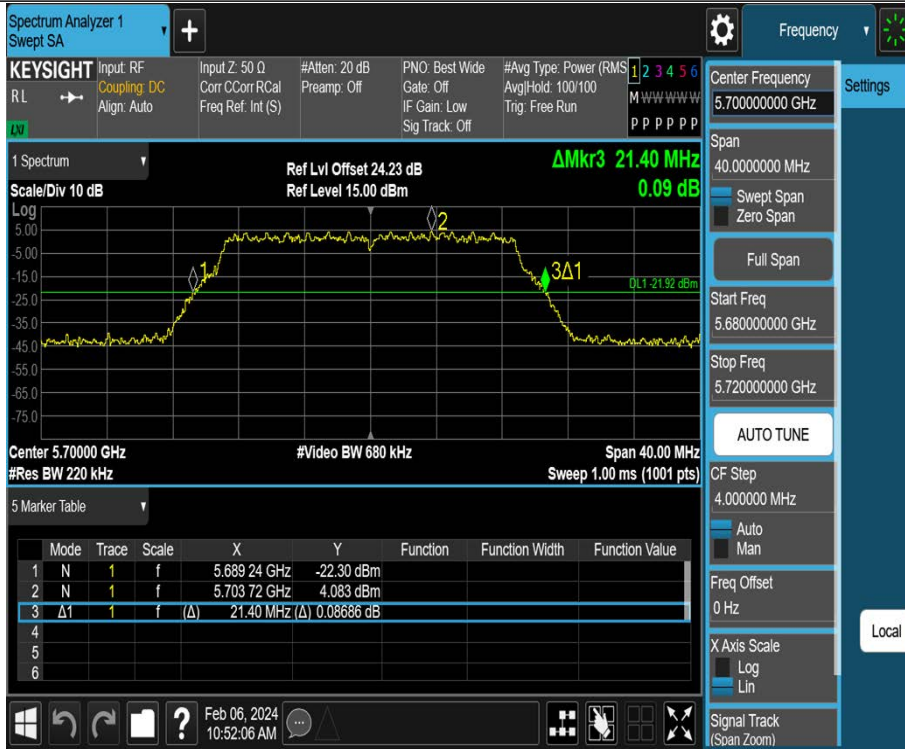 Spectrum Analyzer 1
Swept SA
+
Frequency
KEYSIGHT
RL
LXI
Input: RF
Coupling: DC
Align: Auto
Input Z: 50 Ω
Corr CCorr RCal
Freq Ref: Int (S)
#Atten: 20 dB
Preamp: Off
PNO: Best Wide
Gate: Off
IF Gain: Low
Sig Track: Off
#Avg Type: Power (RMS
Avg|Hold: 100/100
Trig: Free Run
1 2 3 4 5 6
M W W W W W
P P P P P P
Settings
1 Spectrum
Scale/Div 10 dB
Ref Lvl Offset 24.23 dB
Ref Level 15.00 dBm
ΔMkr3 21.40 MHz
0.09 dB
Log
5.00
-5.00
-15.0
-25.0
-35.0
-45.0
-55.0
-65.0
-75.0
1
2
3Δ1
DL1 -21.92 dBm
Center 5.70000 GHz
#Video BW 680 kHz
Span 40.00 MHz
#Res BW 220 kHz
Sweep 1.00 ms (1001 pts)
5 Marker Table
Mode Trace Scale X Y Function Function Width Function Value
1 N 1 f 5.689 24 GHz -22.30 dBm
2 N 1 f 5.703 72 GHz 4.083 dBm
3 Δ1 1 f (Δ) 21.40 MHz (Δ) 0.08686 dB
4
5
6
?
Feb 06, 2024
10:52:06 AM
Center Frequency
5.700000000 GHz
Span
40.0000000 MHz
Swept Span
Zero Span
Full Span
Start Freq
5.680000000 GHz
Stop Freq
5.720000000 GHz
AUTO TUNE
CF Step
4.000000 MHz
Auto
Man
Freq Offset
0 Hz
X Axis Scale
Log
Lin
Signal Track
(Span Zoom)
Local